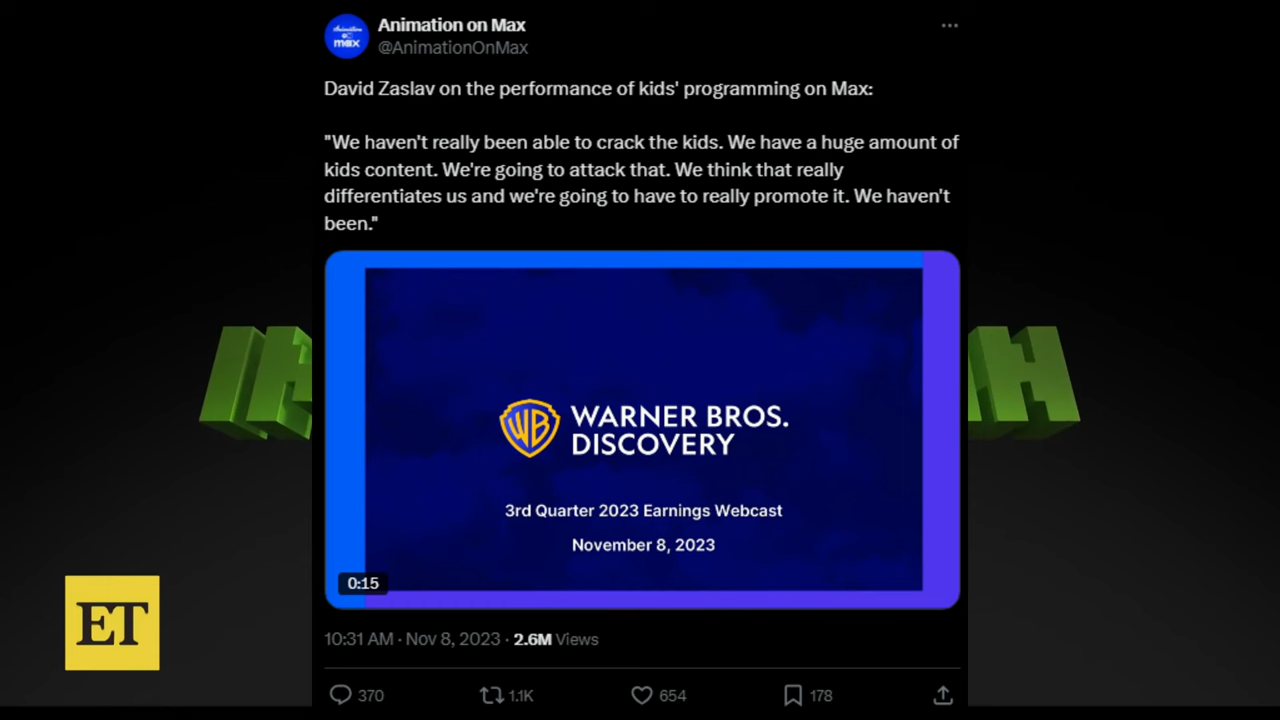 Animation on Max
@AnimationOnMax
David Zaslav on the performance of kids' programming on Max:
"We haven't really been able to crack the kids. We have a huge amount of
kids content. We're going to attack that. We think that really
differentiates us and we're going to have to really promote it. We haven't
been."
WB WARNER BROS.
DISCOVERY
3rd Quarter 2023 Earnings Webcast
November 8, 2023
0:15
ET
10:31 AM · Nov 8, 2023 · 2.6M Views
370 1.1K 654 178